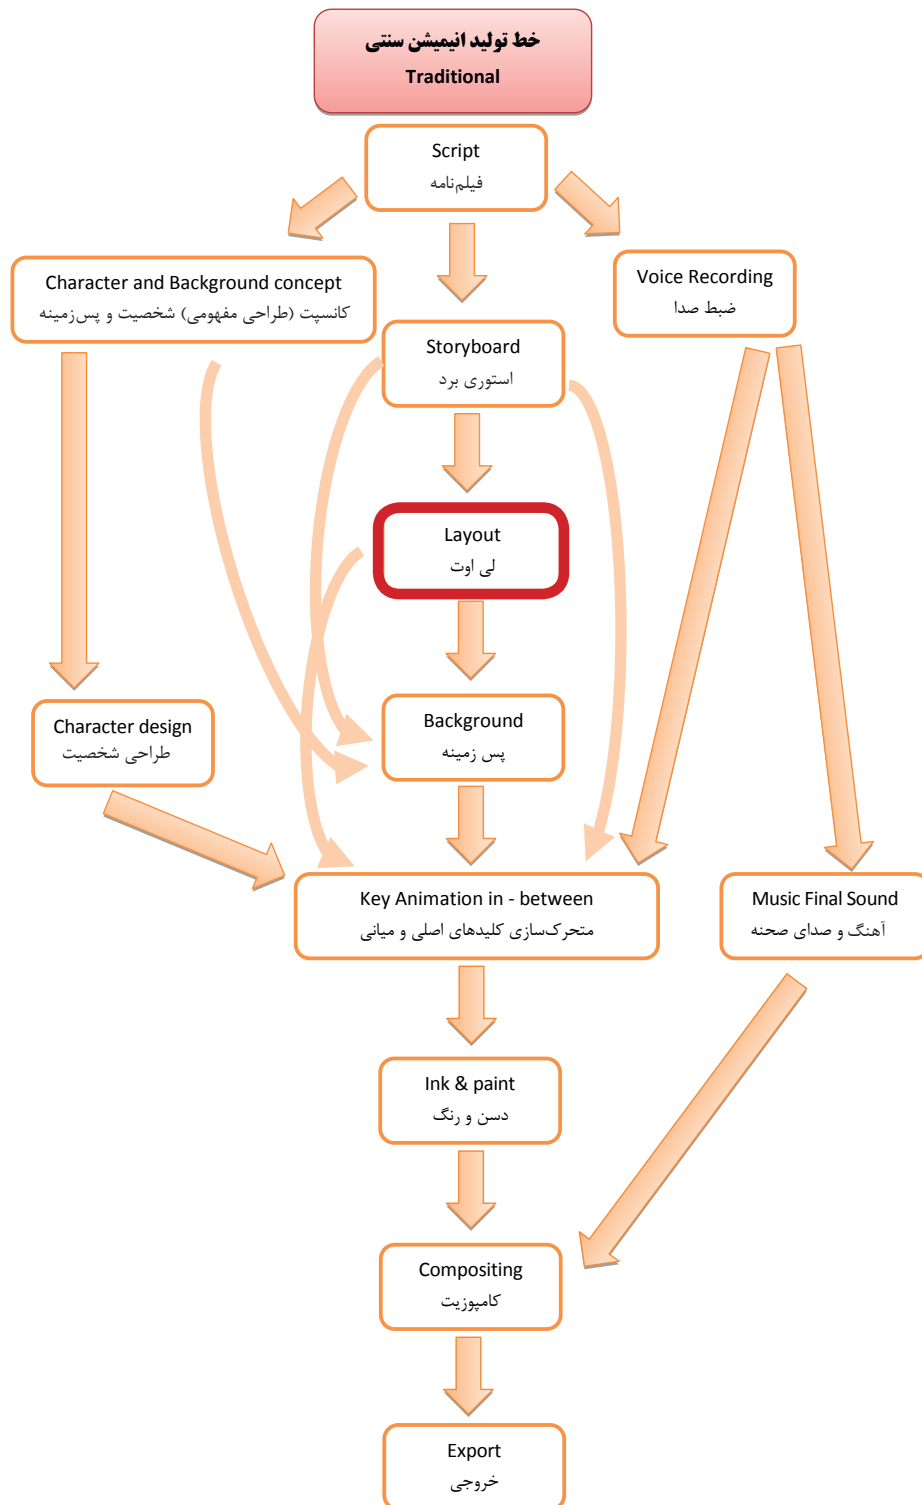 خط تولید انیمیشن سنتی
Traditional
Script
فیلم‌نامه
Character and Background concept
کانسپت (طراحی مفهومی) شخصیت و پس‌زمینه
Voice Recording
ضبط صدا
Storyboard
استوری برد
Layout
لی اوت
Background
پس زمینه
Character design
طراحی شخصیت
Key Animation in - between
متحرک‌سازی کلیدهای اصلی و میانی
Music Final Sound
آهنگ و صدای صحنه
Ink & paint
دسن و رنگ
Compositing
کامپوزیت
Export
خروجی